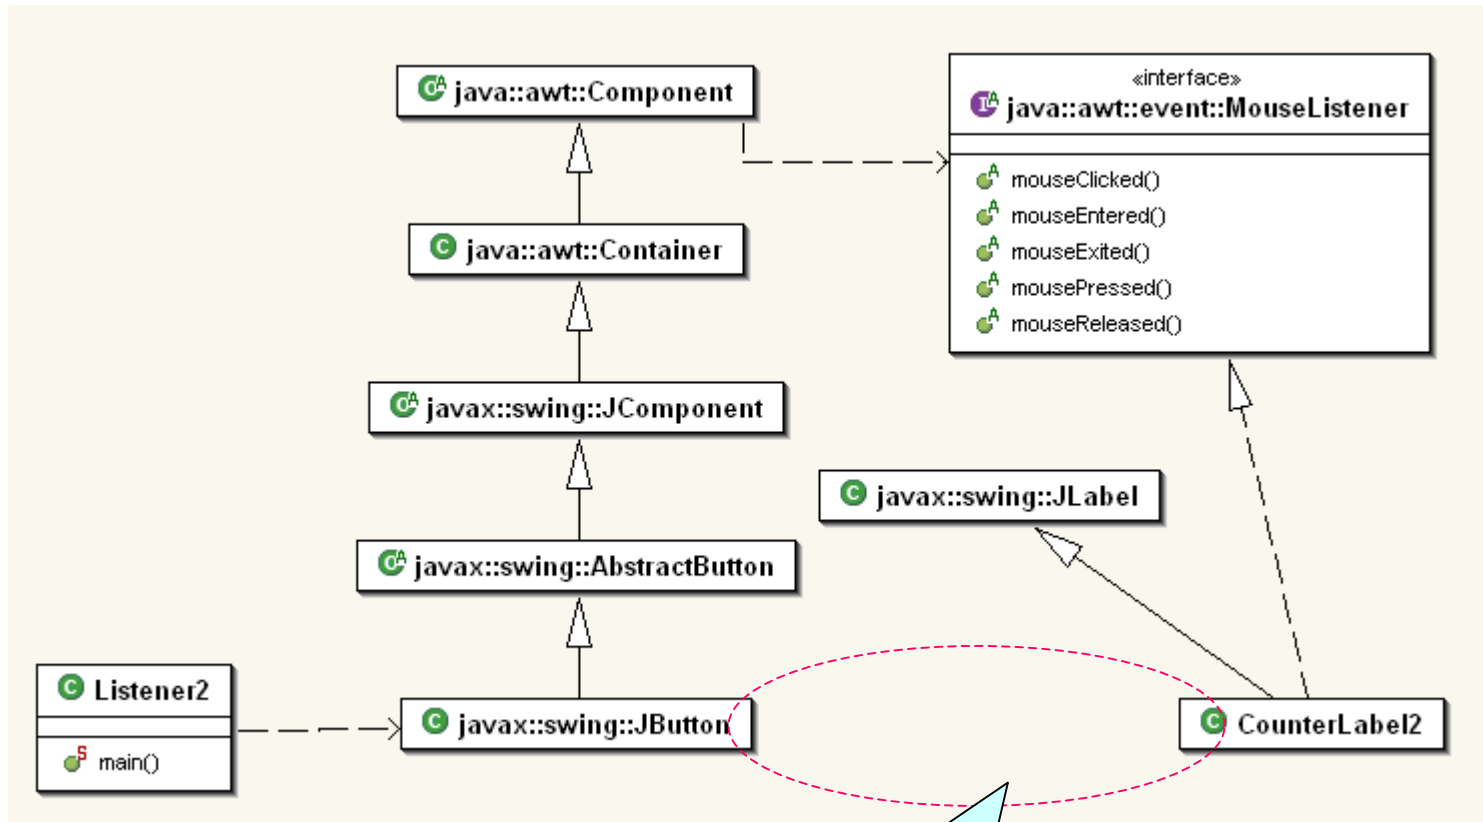 java::awt::Component
«interface»
java::awt::event::MouseListener
mouseClicked()
mouseEntered()
mouseExited()
mousePressed()
mouseReleased()
java::awt::Container
javax::swing::JComponent
javax::swing::JLabel
javax::swing::AbstractButton
Listener2
main()
javax::swing::JButton
CounterLabel2